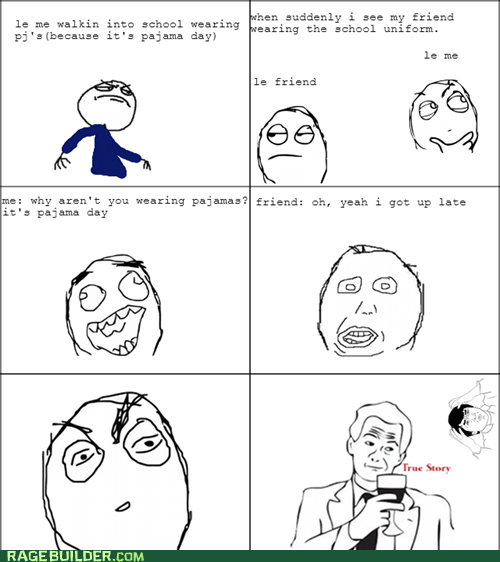 le me walkin into school wearing
pj's(because it's pajama day)
when suddenly i see my friend
wearing the school uniform.
le me
le friend
me: why aren't you wearing pajamas?
it's pajama day
friend: oh, yeah i got up late
True Story
RAGEBUILDER.COM